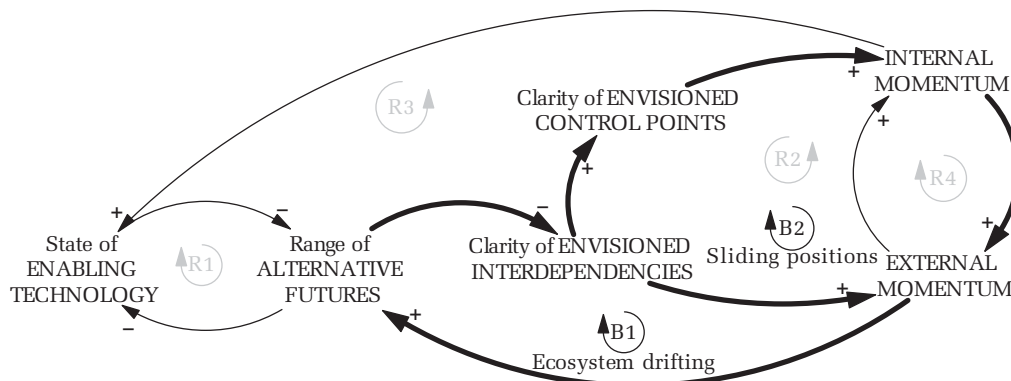 INTERNAL
MOMENTUM
+
R3
Clarity of ENVISIONED
CONTROL POINTS
+
R2
R4
+
+
–
–
+
State of
ENABLING
TECHNOLOGY
R1
Range of
ALTERNATIVE
FUTURES
Clarity of ENVISIONED
INTERDEPENDENCIES
B2
Sliding positions
EXTERNAL
MOMENTUM
+
–
+
B1
Ecosystem drifting